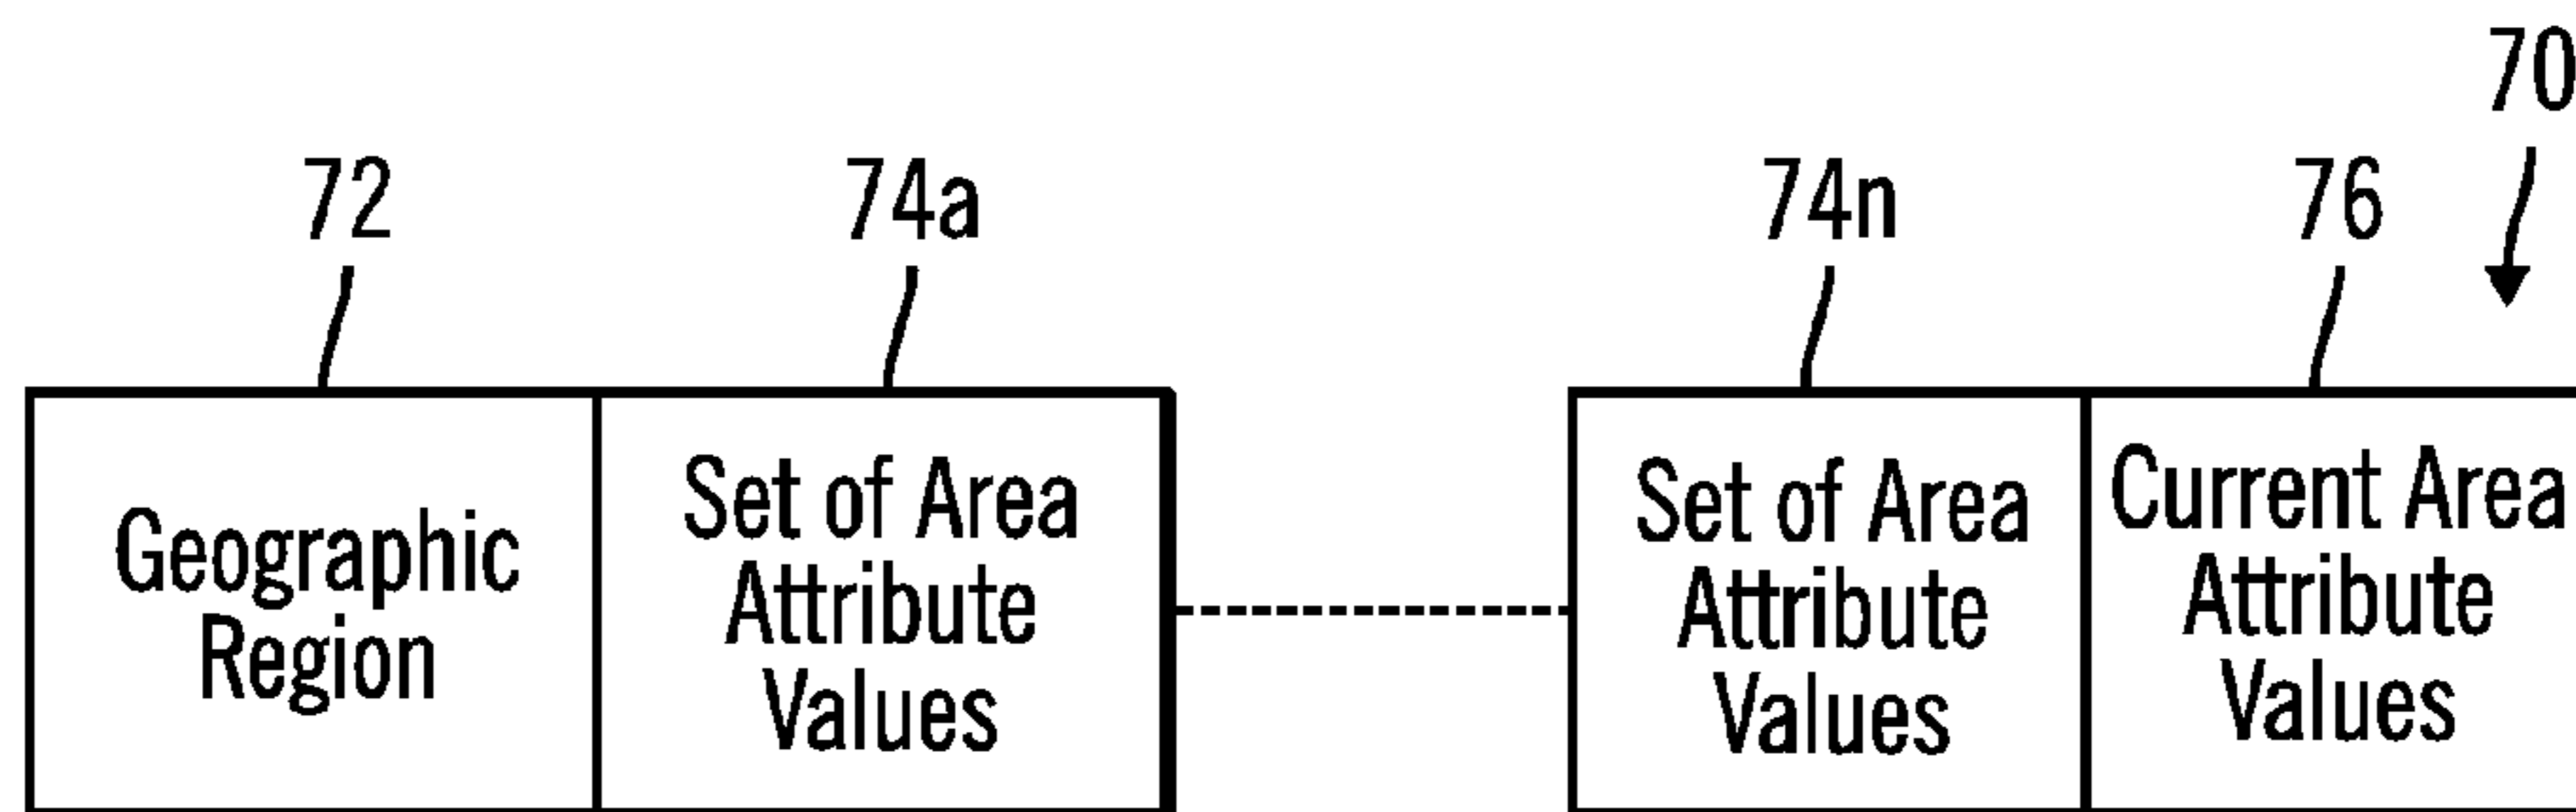 70
72
74a
74n
76
Geographic
Region
Set of Area
Attribute
Values
Set of Area
Attribute
Values
Current Area
Attribute
Values